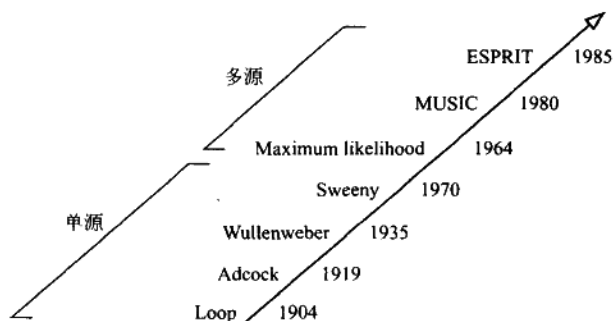 ESPRIT 1985
多源
MUSIC 1980
Maximum likelihood 1964
Sweeny 1970
单源
Wullenweber 1935
Adcock 1919
Loop 1904